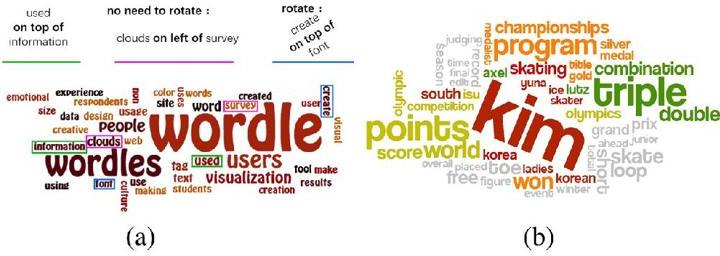 used
on top of
information
no need to rotate :
clouds on left of survey
rotate :
create
on top of
font
emotional
experience
respondents
non
uses
color words
created
site
word
survey
wordle
user
create
visual
size
data
design
usage
creative
people
information
clouds
web
wordles
tag
used
users
using
font
use
text
visualization
tool
make
culture
making
students
creation
results
(a)
judging
medalist
championships
season
record
program
silver
medal
time
final
axel
skating
bible
gold
combination
olympic
south
isu
yuna
ice
lutz
skater
triple
competition
kim
olympics
double
points
grand
prix
ahead
junior
score
world
korea
short
skate
overall
placed
toe
ladies
loop
free
figure
won
korean
event
winter
(b)